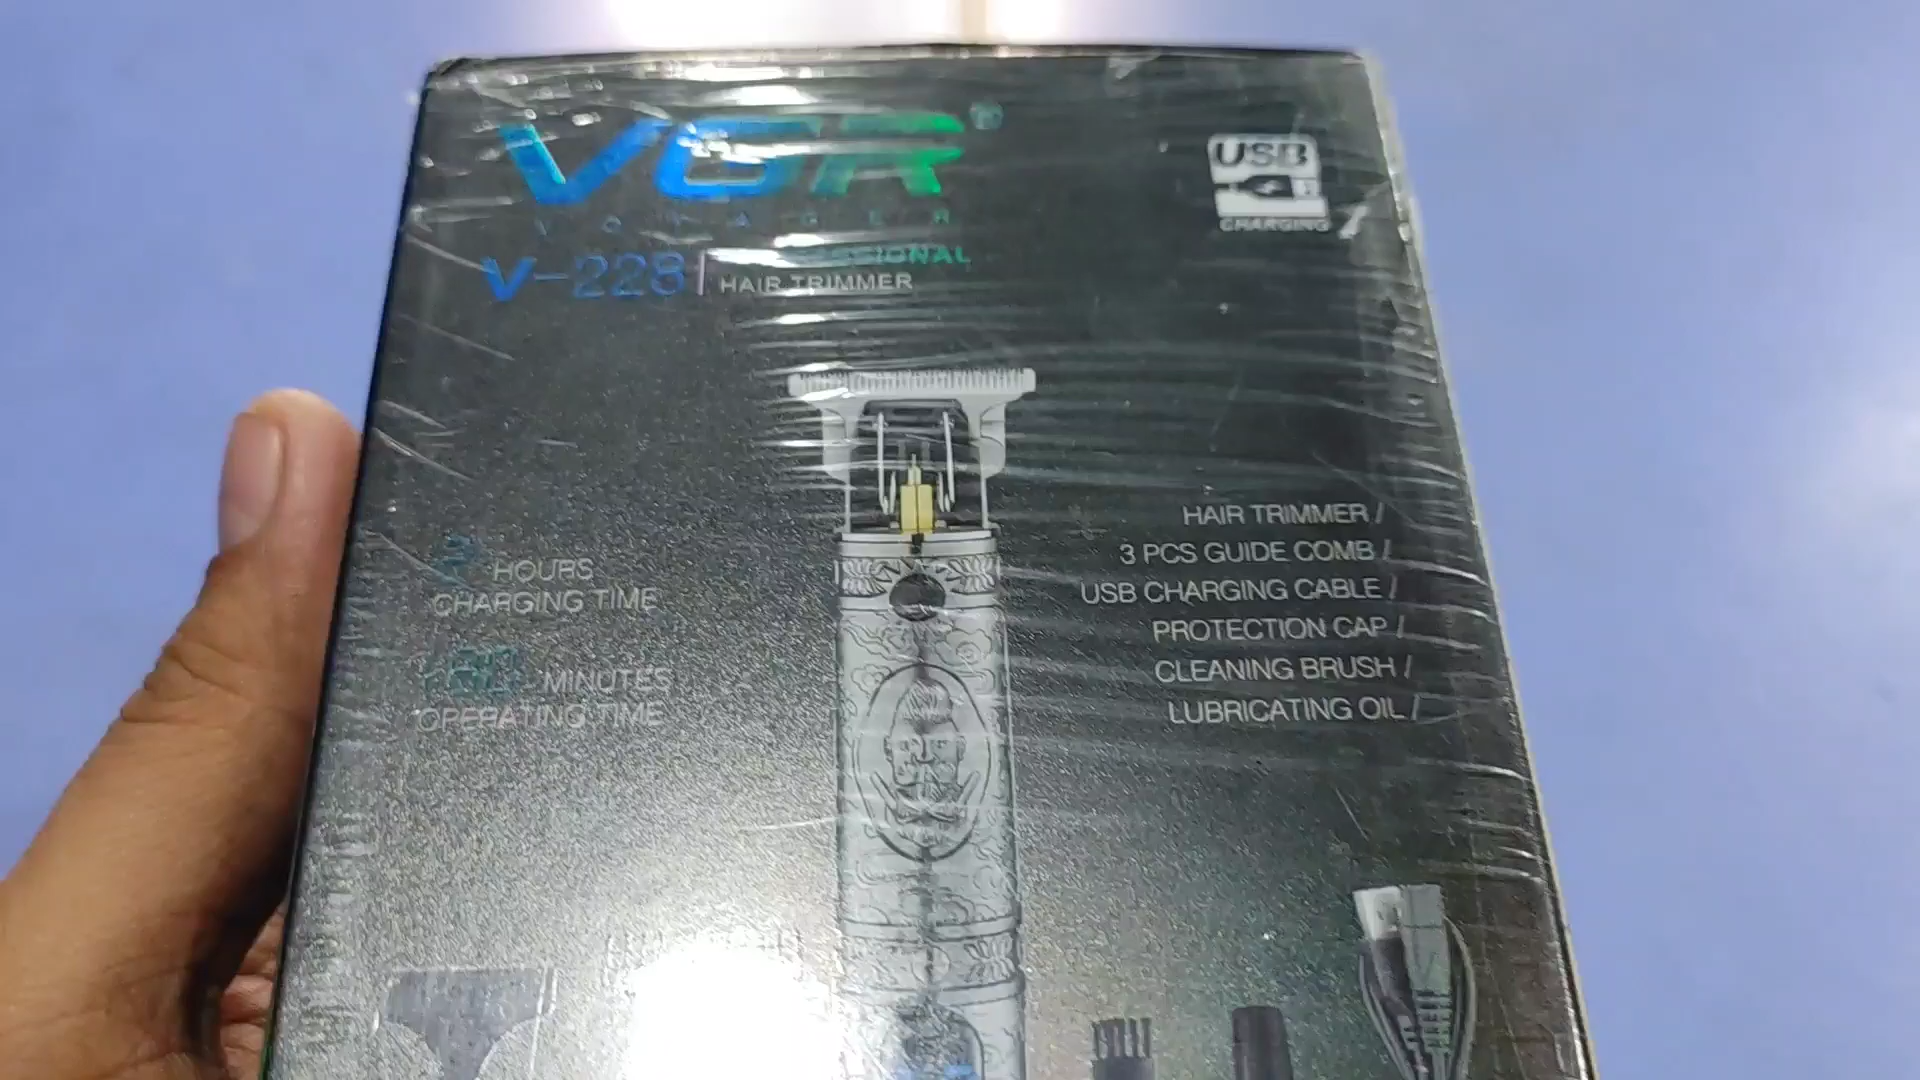 VGR®
VOYAGER
V-228 | PROFESSIONAL
HAIR TRIMMER
USB
CHARGING
HOURS
CHARGING TIME
MINUTES
OPERATING TIME
HAIR TRIMMER /
3 PCS GUIDE COMB /
USB CHARGING CABLE /
PROTECTION CAP /
CLEANING BRUSH /
LUBRICATING OIL /